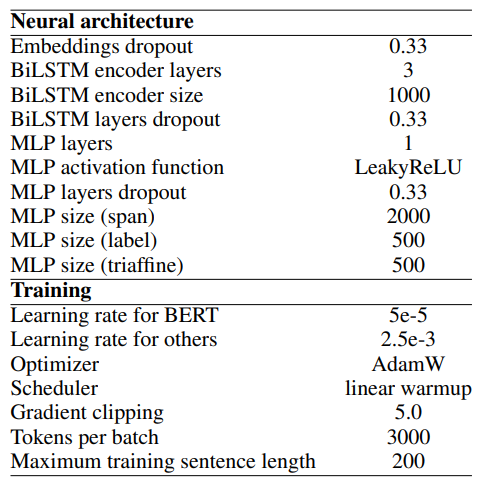 Neural architecture
Embeddings dropout 0.33
BiLSTM encoder layers 3
BiLSTM encoder size 1000
BiLSTM layers dropout 0.33
MLP layers 1
MLP activation function LeakyReLU
MLP layers dropout 0.33
MLP size (span) 2000
MLP size (label) 500
MLP size (triaffine) 500
Training
Learning rate for BERT 5e-5
Learning rate for others 2.5e-3
Optimizer AdamW
Scheduler linear warmup
Gradient clipping 5.0
Tokens per batch 3000
Maximum training sentence length 200